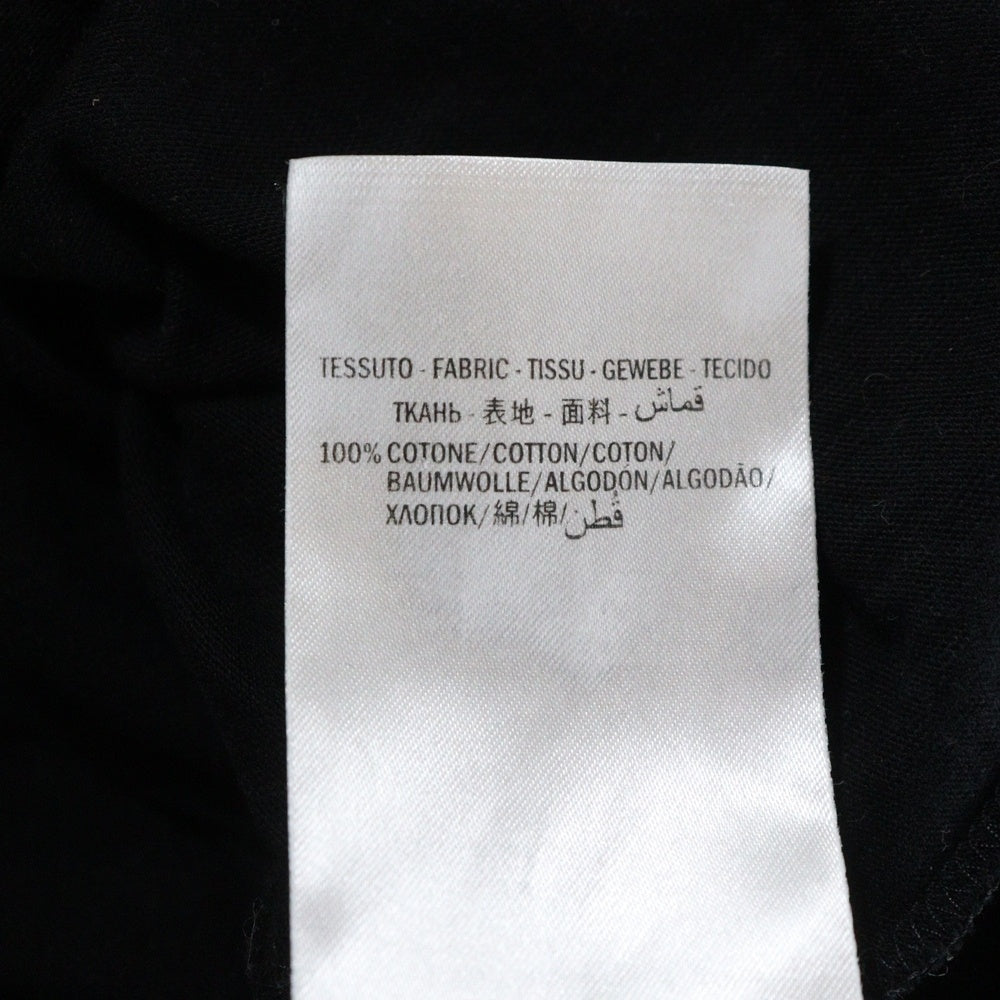 TESSUTO - FABRIC - TISSU - GEWEBE - TECIDO
ТКАНЬ - 表地 - 面料 - قماش
100% COTONE/COTTON/COTON/
BAUMWOLLE/ALGODÓN/ALGODÃO/
ХЛОПОК/綿/棉/قُطن